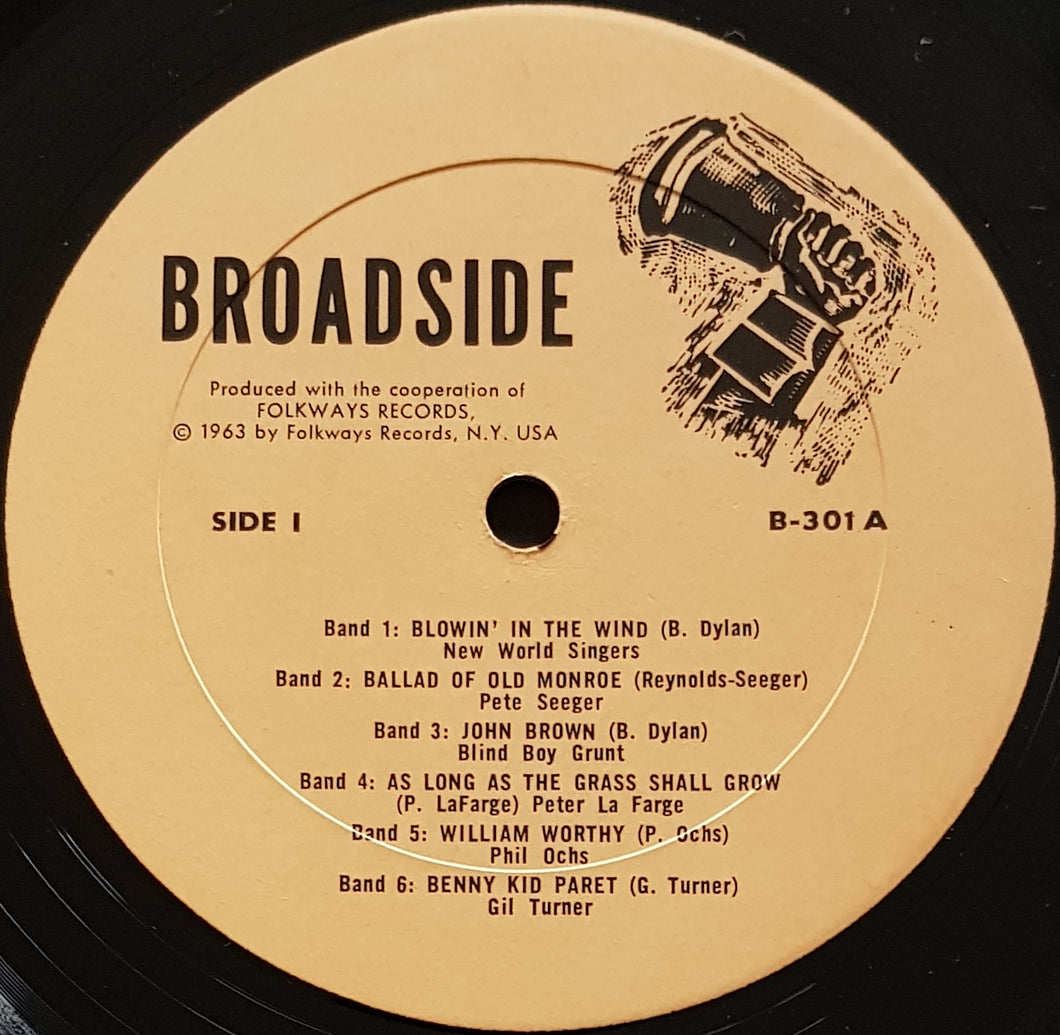 BROADSIDE
Produced with the cooperation of
FOLKWAYS RECORDS,
© 1963 by Folkways Records, N.Y. USA
SIDE I
B-301 A
Band 1: BLOWIN' IN THE WIND (B. Dylan)
New World Singers
Band 2: BALLAD OF OLD MONROE (Reynolds-Seeger)
Pete Seeger
Band 3: JOHN BROWN (B. Dylan)
Blind Boy Grunt
Band 4: AS LONG AS THE GRASS SHALL GROW
(P. LaFarge) Peter La Farge
Band 5: WILLIAM WORTHY (P. Ochs)
Phil Ochs
Band 6: BENNY KID PARET (G. Turner)
Gil Turner